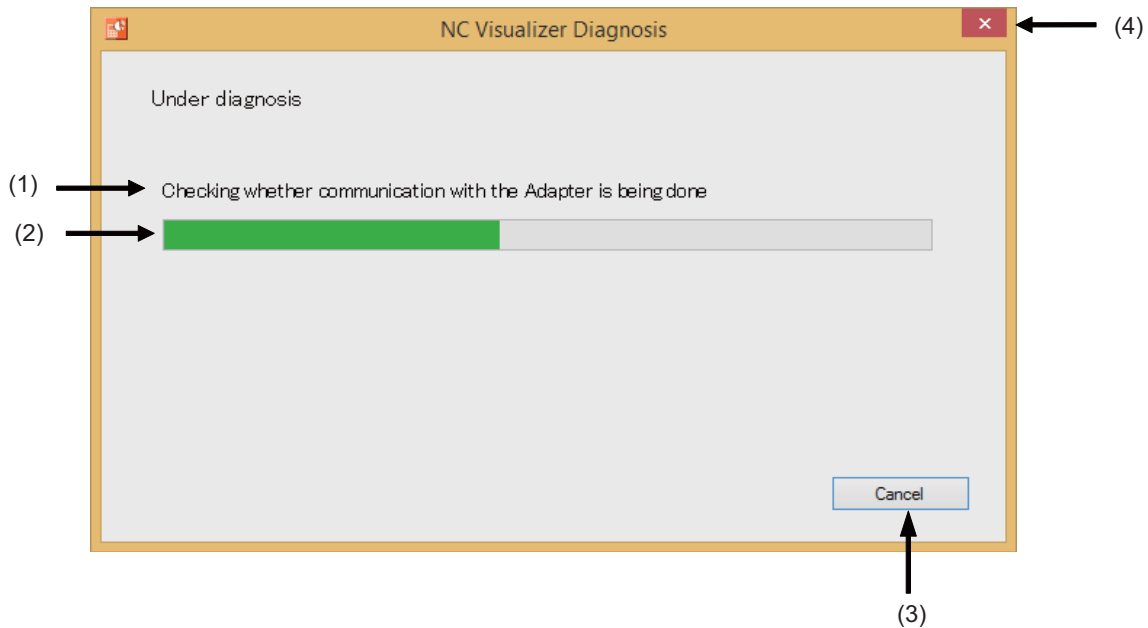 NC Visualizer Diagnosis
(4)
Under diagnosis
(1)
Checking whether communication with the Adapter is being done
(2)
Cancel
(3)